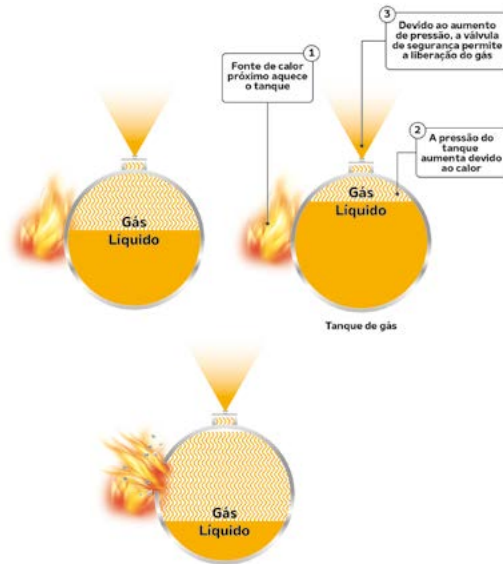 3
Devido ao aumento
de pressão, a válvula
de segurança permite
a liberação do gás
1
Fonte de calor
próximo aquece
o tanque
2
A pressão do
tanque
aumenta devido
ao calor
Gás
Líquido
Gás
Líquido
Tanque de gás
Gás
Líquido